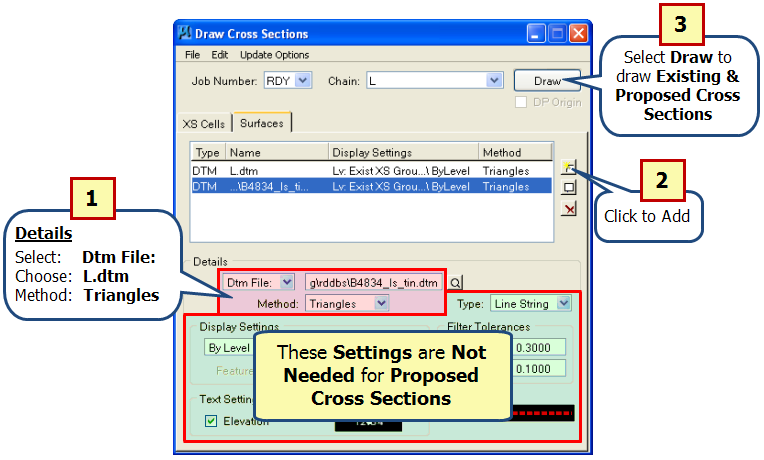 Draw Cross Sections
File Edit Update Options
Job Number: RDY Chain: L Draw
DP Origin
XS Cells Surfaces
Type Name Display Settings Method
DTM L.dtm Lv: Exist XS Grou...\ ByLevel Triangles
DTM ...\B4834_ls_ti... Lv: Exist XS Grou...\ ByLevel Triangles
Details
Dtm File: g\rddbs\B4834_ls_tin.dtm
Method: Triangles Type: Line String
Display Settings Filter Tolerances
By Level 0.3000
Feature 0.1000
Text Setting
Elevation
1
Details
Select: Dtm File:
Choose: L.dtm
Method: Triangles
2
Click to Add
3
Select Draw to
draw Existing &
Proposed Cross
Sections
These Settings are Not
Needed for Proposed
Cross Sections